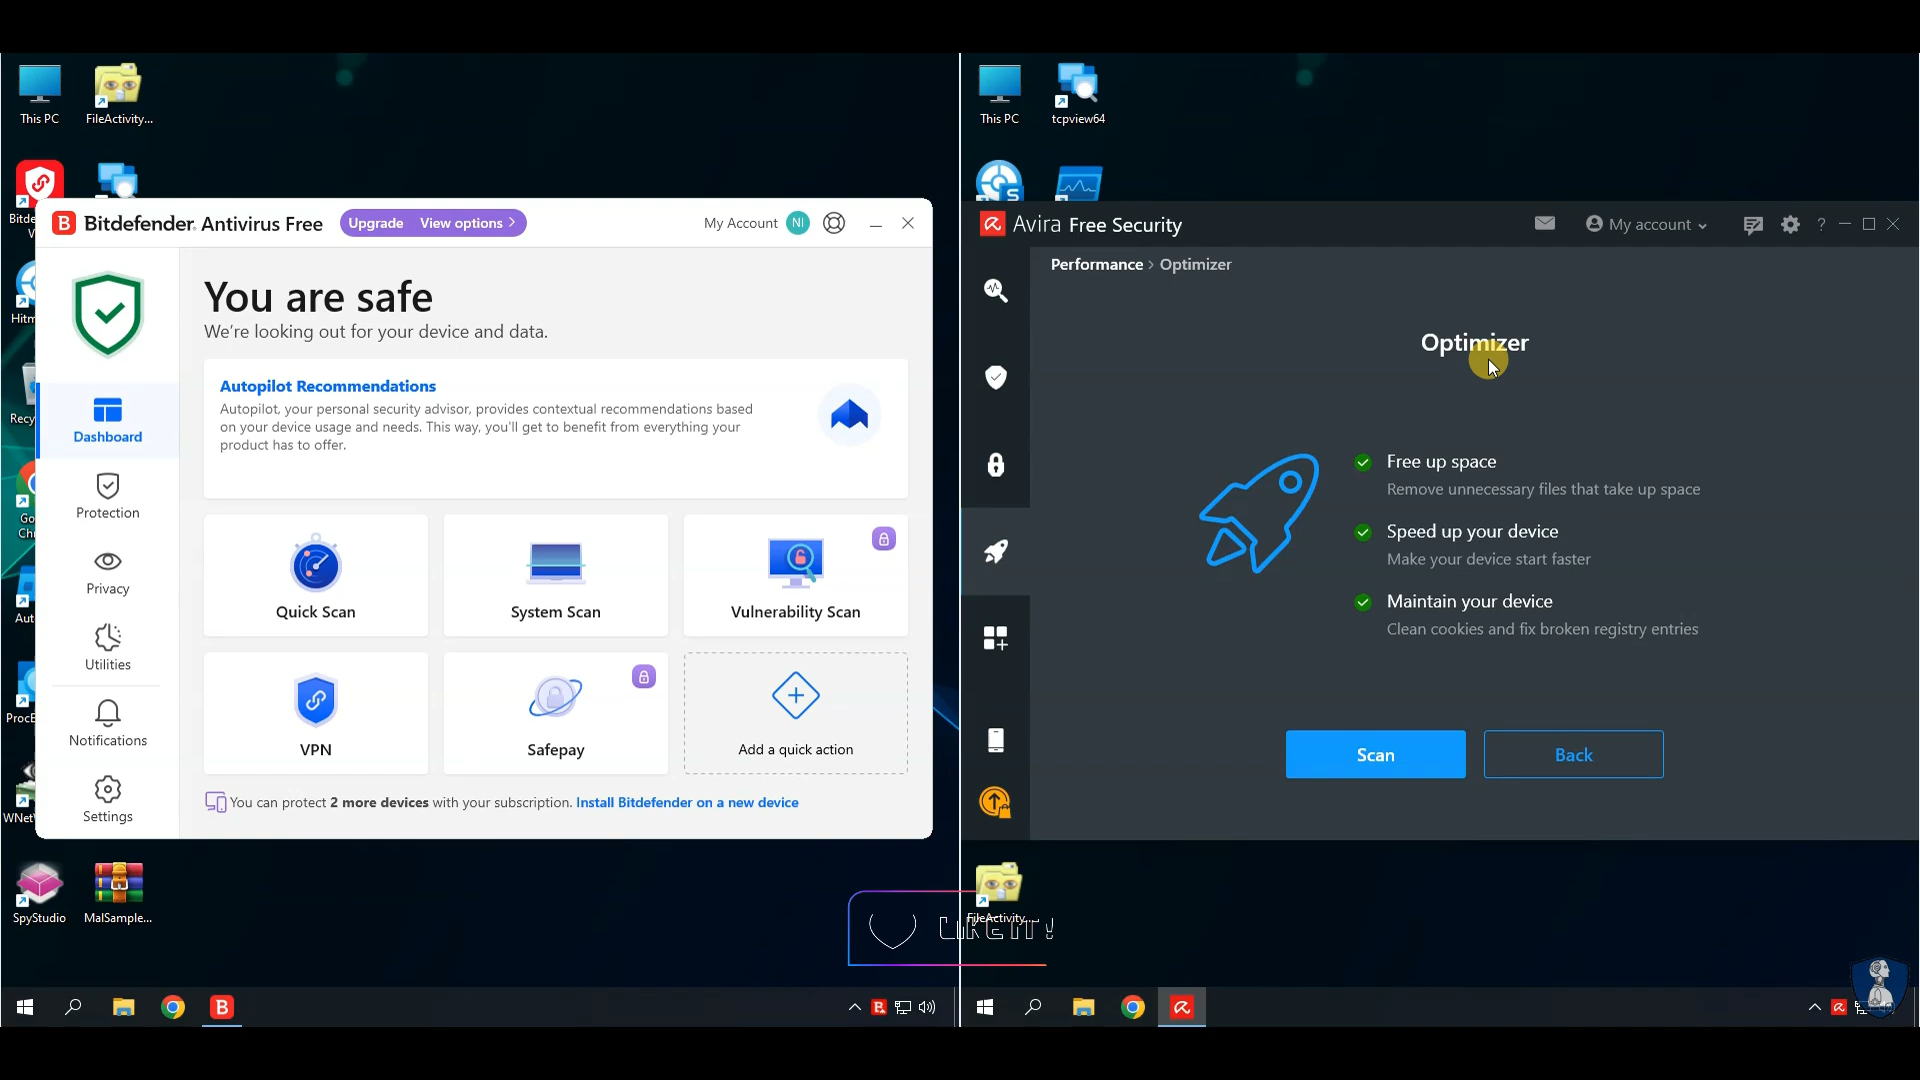 This PC
FileActivity...
Bitdefender Antivirus Free
Upgrade View options
My Account NI
You are safe
We're looking out for your device and data.
Autopilot Recommendations
Autopilot, your personal security advisor, provides contextual recommendations based
on your device usage and needs. This way, you'll get to benefit from everything your
product has to offer.
Dashboard
Protection
Privacy
Utilities
Notifications
Settings
Quick Scan
System Scan
Vulnerability Scan
VPN
Safepay
Add a quick action
You can protect 2 more devices with your subscription. Install Bitdefender on a new device
SpyStudio
MalSample...
This PC
tcpview64
Avira Free Security
My account
Performance > Optimizer
Optimizer
Free up space
Remove unnecessary files that take up space
Speed up your device
Make your device start faster
Maintain your device
Clean cookies and fix broken registry entries
Scan
Back
FileActivity...
LIKE IT!